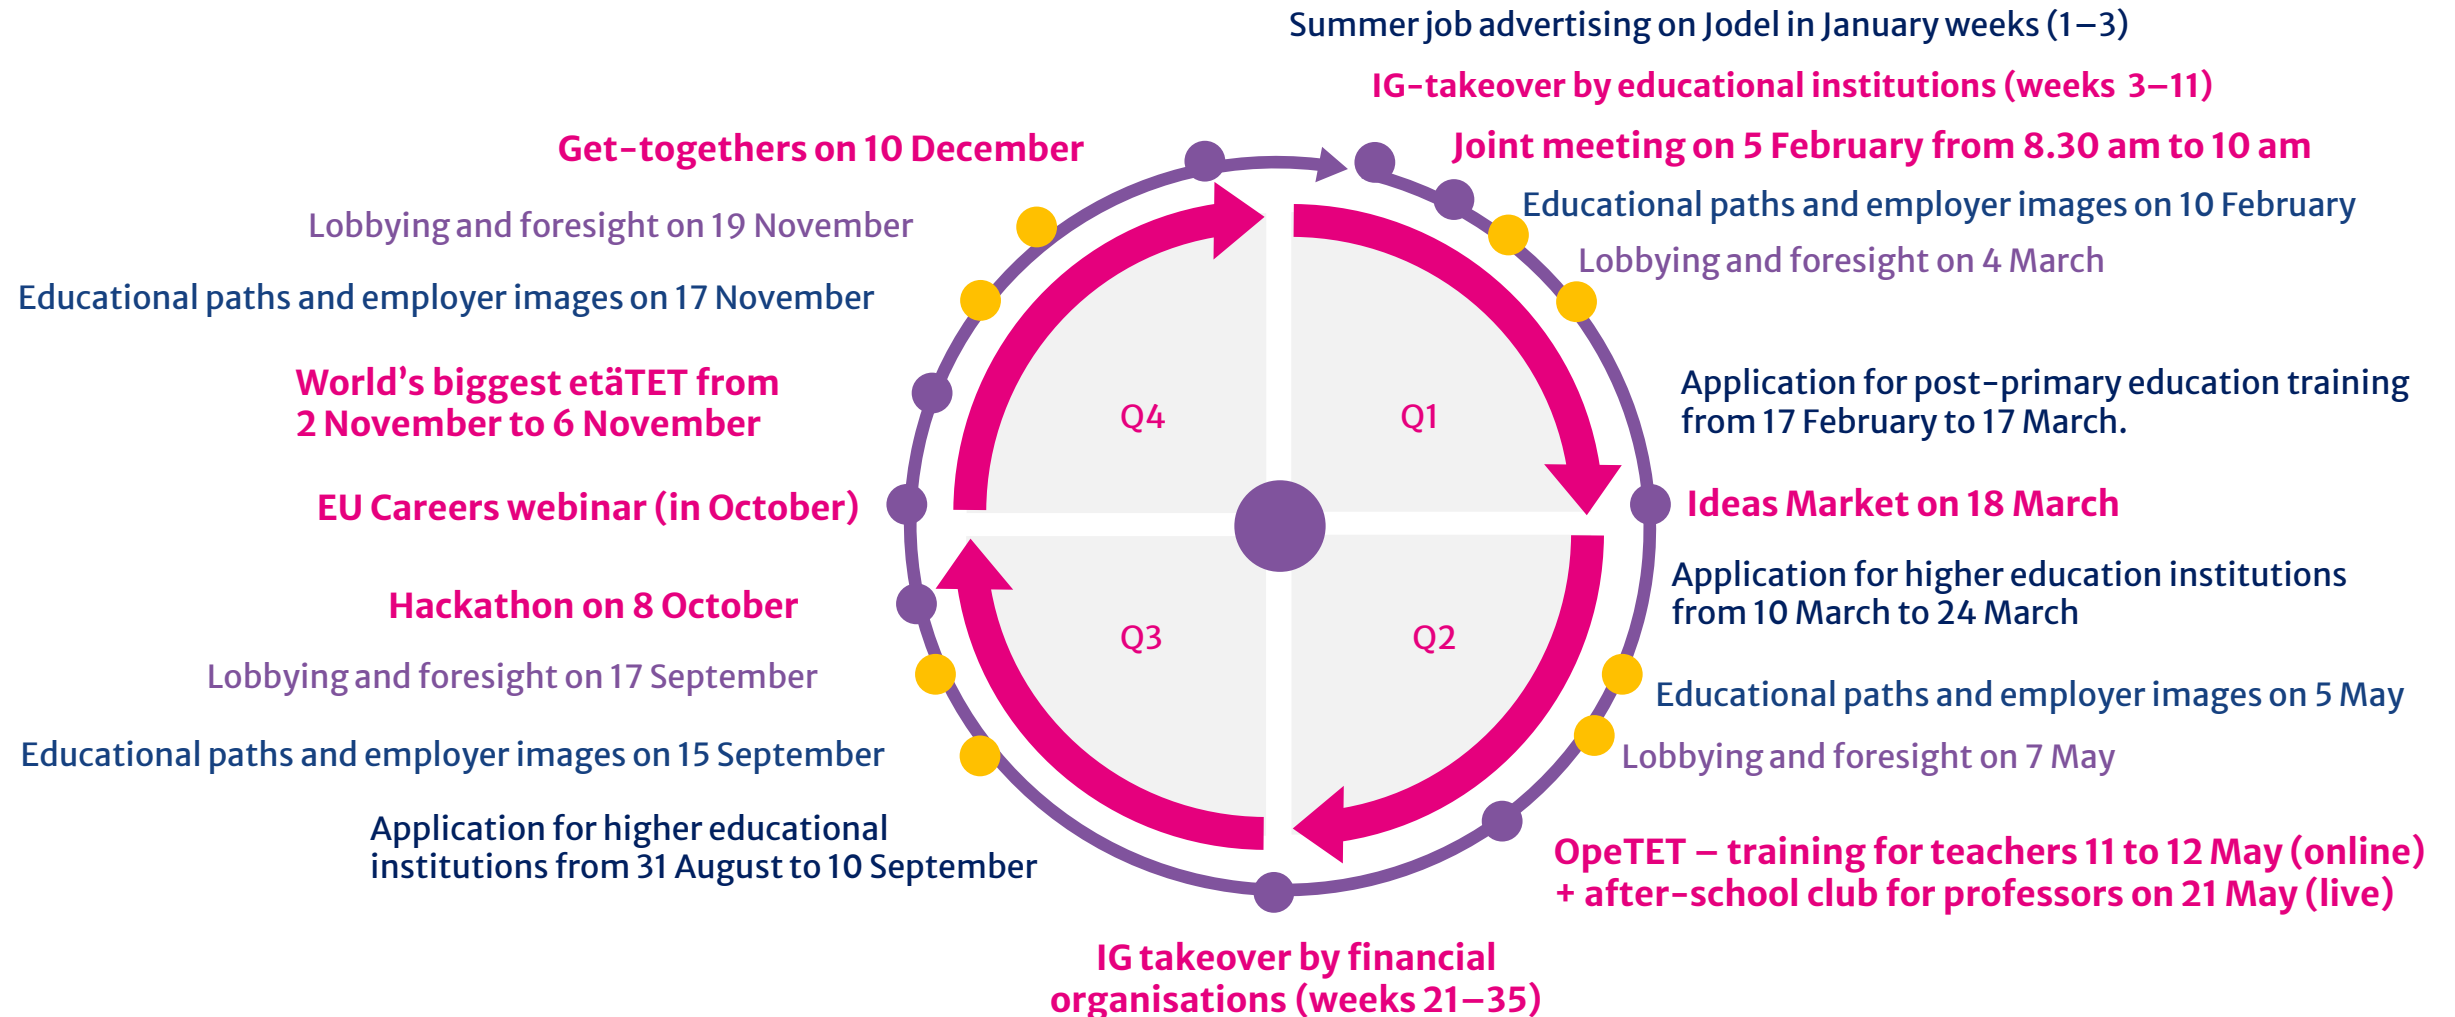 Summer job advertising on Jodel in January weeks (1–3)
IG-takeover by educational institutions (weeks 3–11)
Joint meeting on 5 February from 8.30 am to 10 am
Educational paths and employer images on 10 February
Lobbying and foresight on 4 March
Application for post-primary education training
from 17 February to 17 March.
Ideas Market on 18 March
Application for higher education institutions
from 10 March to 24 March
Educational paths and employer images on 5 May
Lobbying and foresight on 7 May
OpeTET – training for teachers 11 to 12 May (online)
+ after-school club for professors on 21 May (live)
IG takeover by financial
organisations (weeks 21–35)
Application for higher educational
institutions from 31 August to 10 September
Educational paths and employer images on 15 September
Lobbying and foresight on 17 September
Hackathon on 8 October
EU Careers webinar (in October)
World's biggest etäTET from
2 November to 6 November
Educational paths and employer images on 17 November
Lobbying and foresight on 19 November
Get-togethers on 10 December
Q1
Q2
Q3
Q4